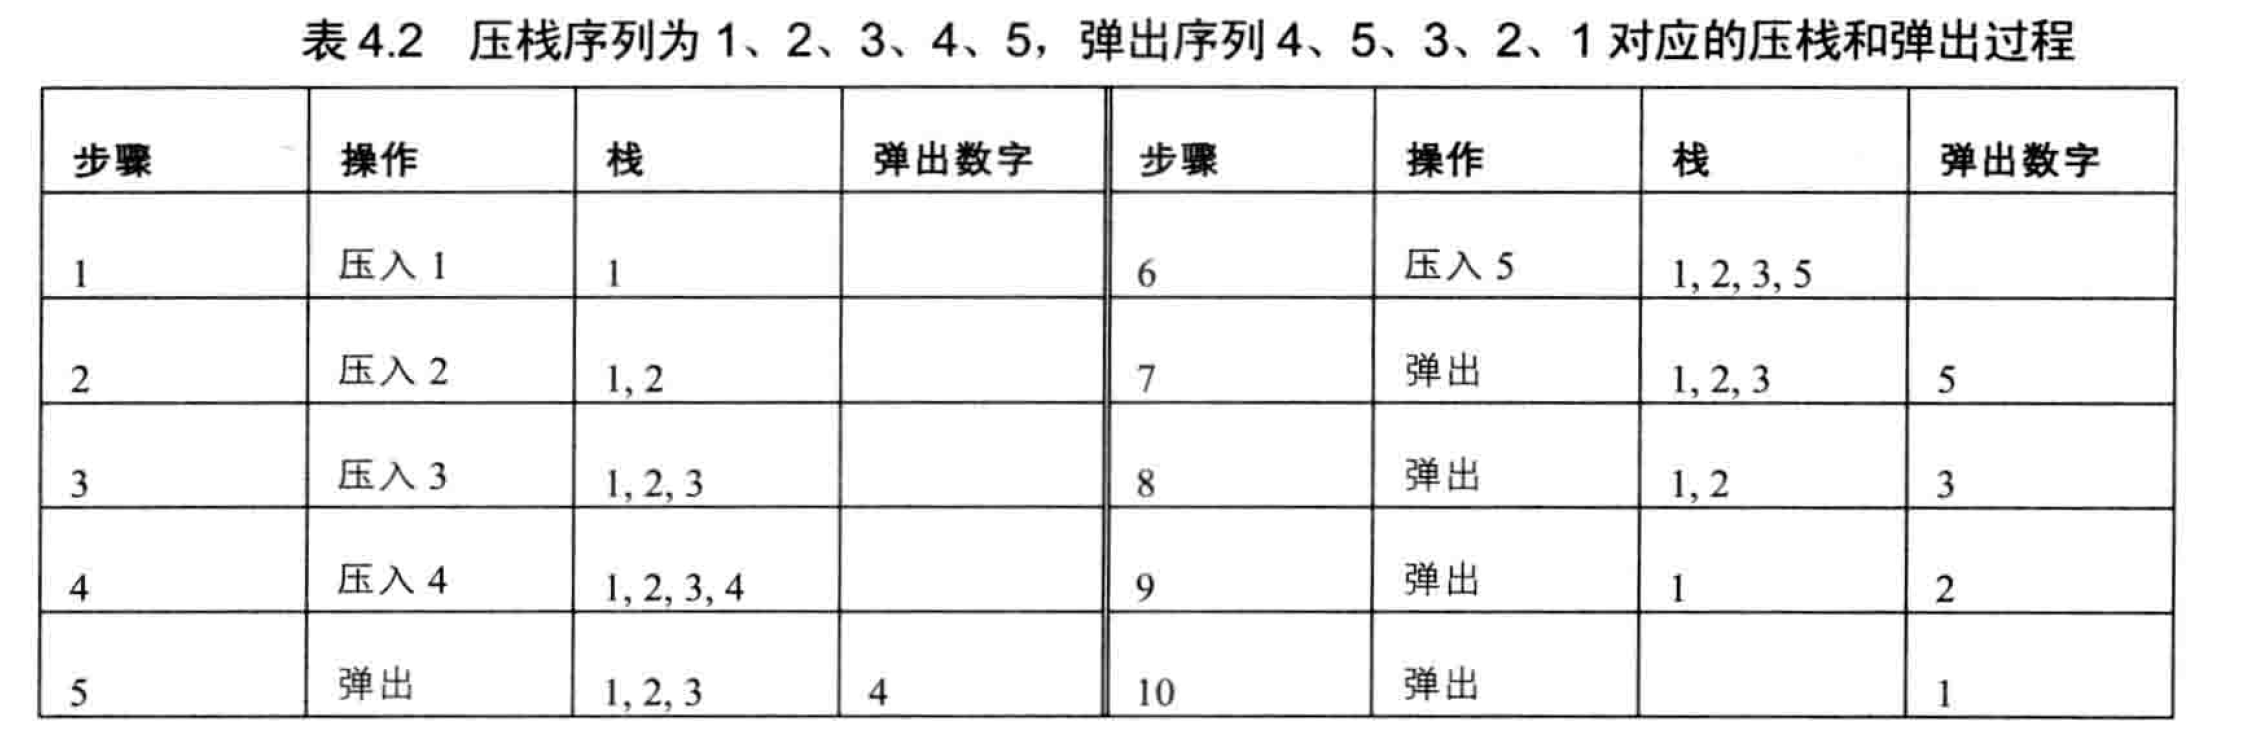 表4.2 压栈序列为1、2、3、4、5，弹出序列4、5、3、2、1对应的压栈和弹出过程
步骤 操作 栈 弹出数字 步骤 操作 栈 弹出数字
1 压入1 1 6 压入5 1, 2, 3, 5
2 压入2 1, 2 7 弹出 1, 2, 3 5
3 压入3 1, 2, 3 8 弹出 1, 2 3
4 压入4 1, 2, 3, 4 9 弹出 1 2
5 弹出 1, 2, 3 4 10 弹出 1